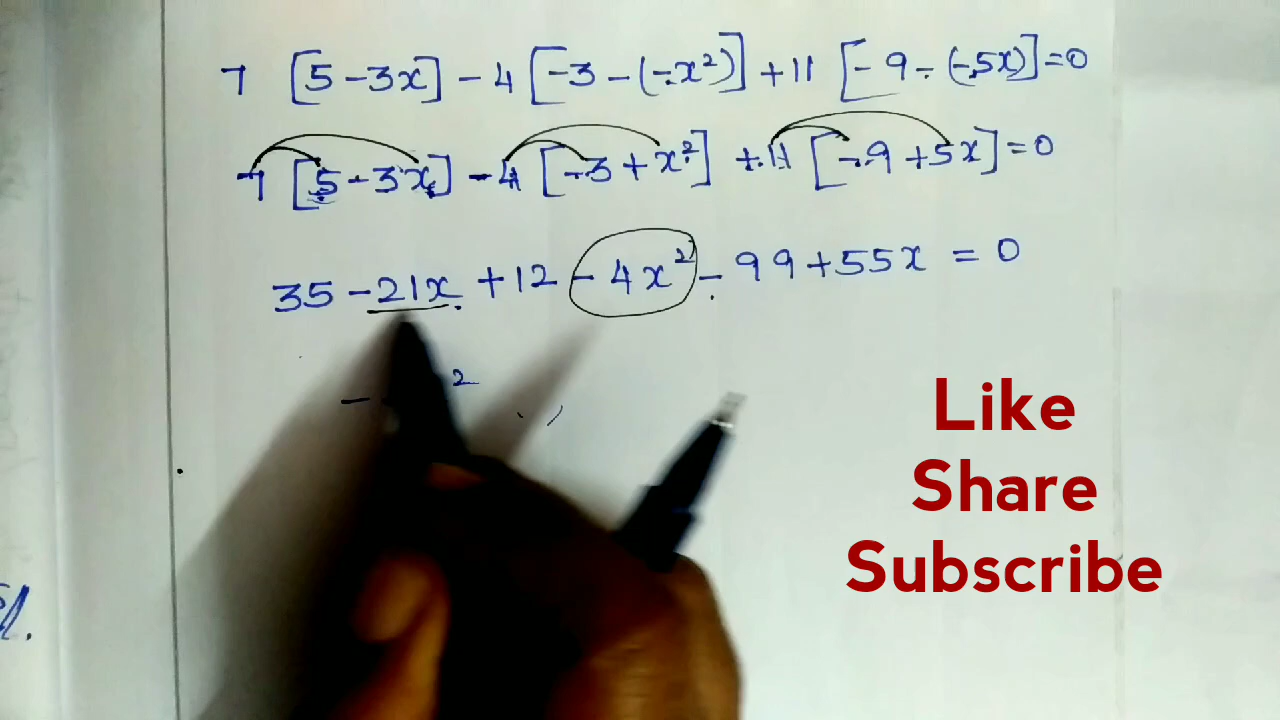 7 [5 - 3x] - 4 [-3 - (-x²)] + 11 [-9 - (-5x)] = 0
7 [5 - 3x] - 4 [-3 + x²] + 11 [-9 + 5x] = 0
35 - 21x + 12 - 4x² - 99 + 55x = 0
- ²
Like
Share
Subscribe